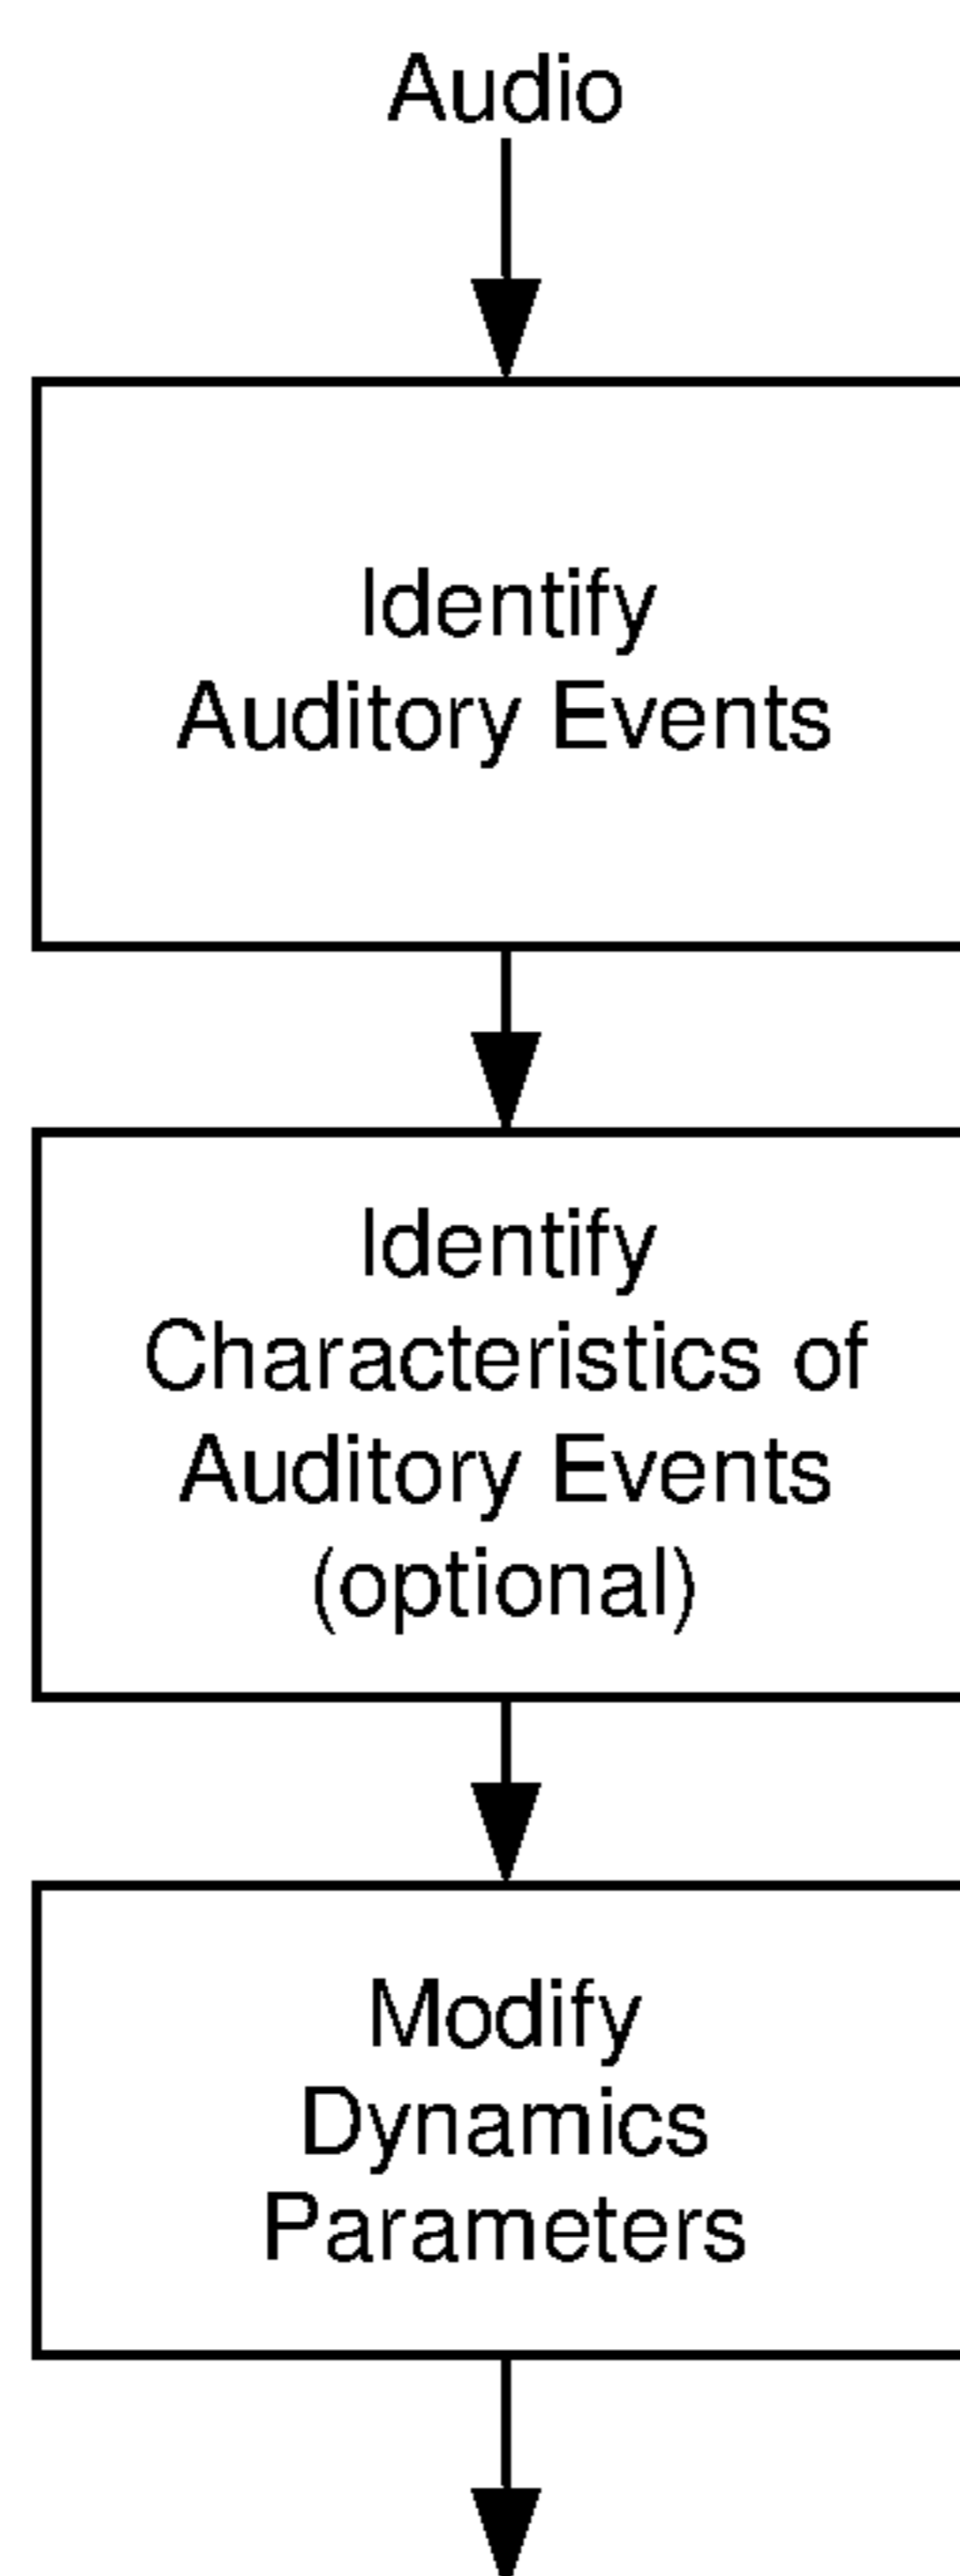 Audio
Identify
Auditory Events
Identify
Characteristics of
Auditory Events
(optional)
Modify
Dynamics
Parameters